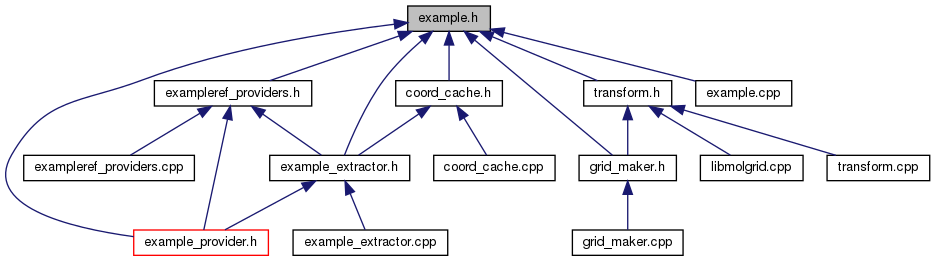 example.h
exampleref_providers.h
coord_cache.h
transform.h
example.cpp
exampleref_providers.cpp
example_extractor.h
coord_cache.cpp
grid_maker.h
libmolgrid.cpp
transform.cpp
example_provider.h
example_extractor.cpp
grid_maker.cpp